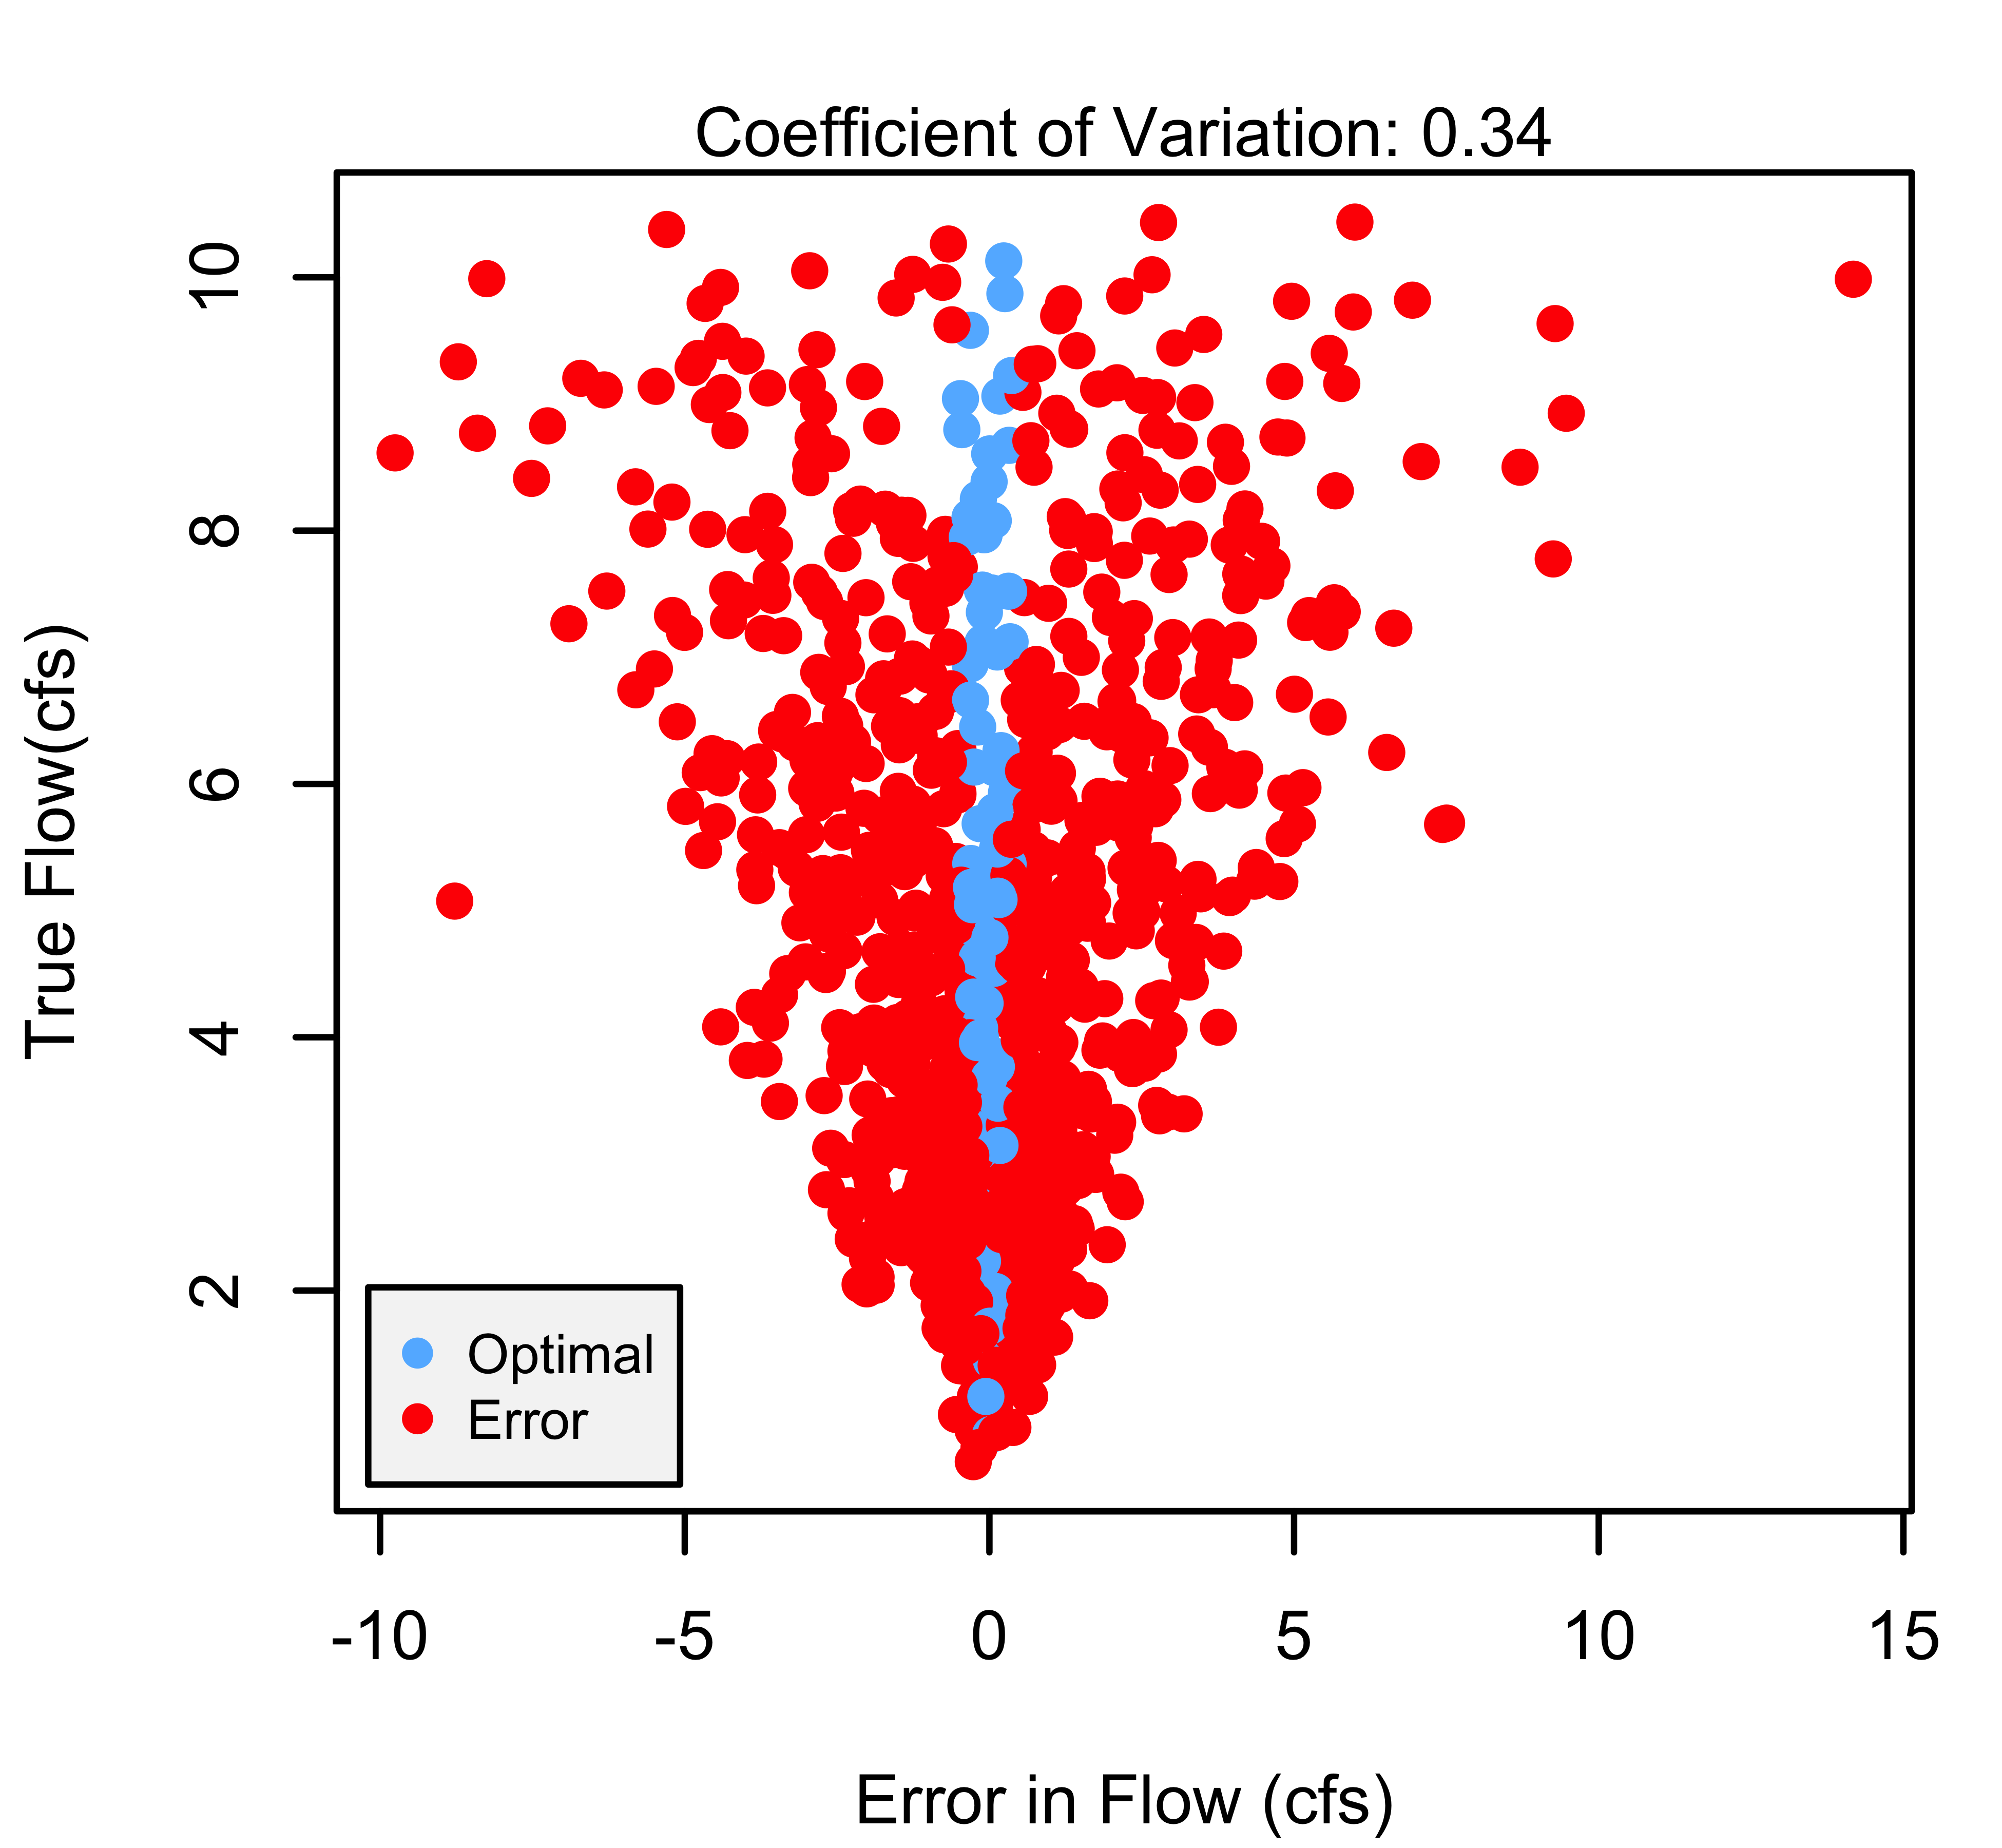 Coefficient of Variation: 0.34
True Flow(cfs)
10
8
6
4
2
Optimal
Error
-10 -5 0 5 10 15
Error in Flow (cfs)